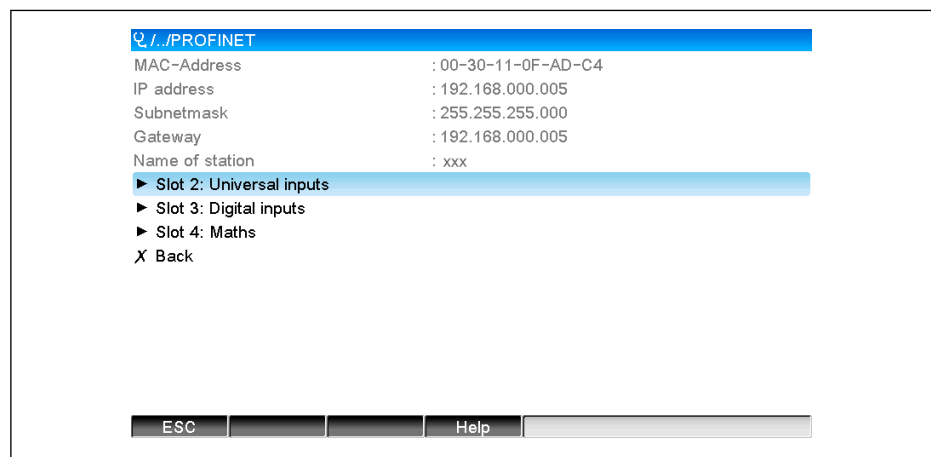 /../PROFINET
MAC-Address : 00-30-11-0F-AD-C4
IP address : 192.168.000.005
Subnetmask : 255.255.255.000
Gateway : 192.168.000.005
Name of station : xxx
► Slot 2: Universal inputs
► Slot 3: Digital inputs
► Slot 4: Maths
X Back
ESC Help